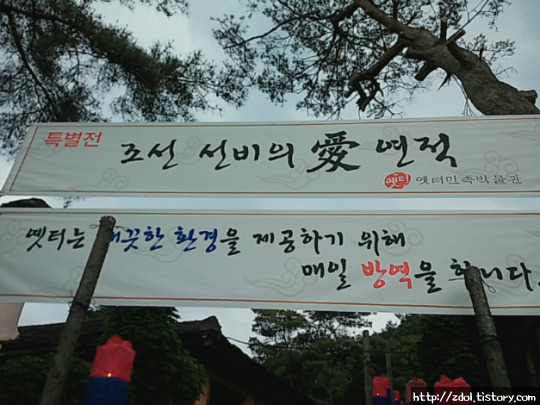 특별전 조선 선비의 愛 연적
옛터 옛터민속박물관
옛터는 깨끗한 환경을 제공하기 위해
매일 방역을 합니다.
http://zdol.tistory.com